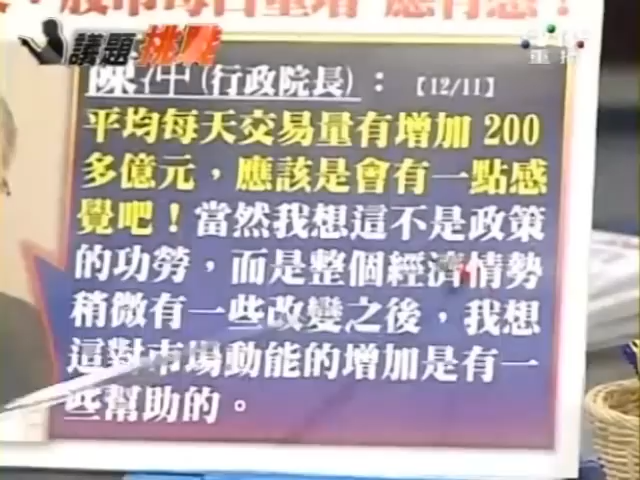 股市每日量增 應有感！
議題挑戰
重播
陳冲(行政院長)：【12/11】
平均每天交易量有增加 200
多億元，應該是會有一點感
覺吧！當然我想這不是政策
的功勞，而是整個經濟情勢
稍微有一些改變之後，我想
這對市場動能的增加是有一
些幫助的。